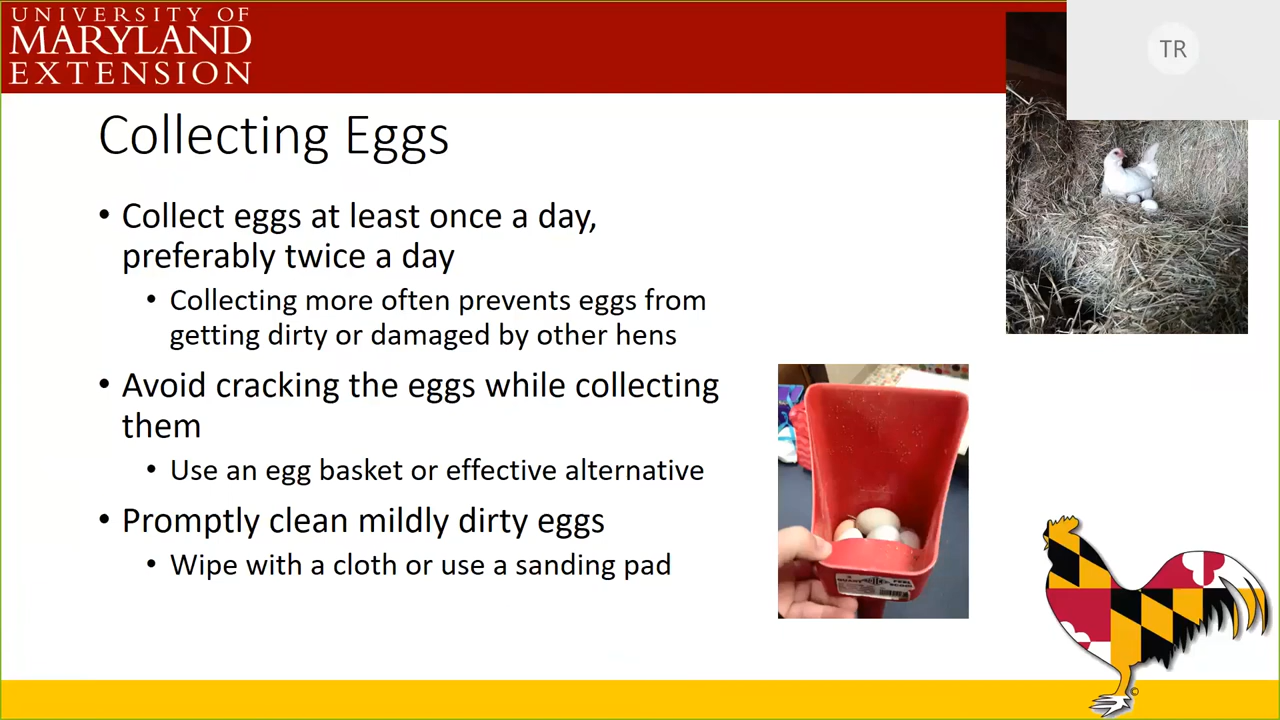 UNIVERSITY OF
MARYLAND
EXTENSION
TR
Collecting Eggs
• Collect eggs at least once a day,
preferably twice a day
• Collecting more often prevents eggs from
getting dirty or damaged by other hens
• Avoid cracking the eggs while collecting
them
• Use an egg basket or effective alternative
• Promptly clean mildly dirty eggs
• Wipe with a cloth or use a sanding pad
©